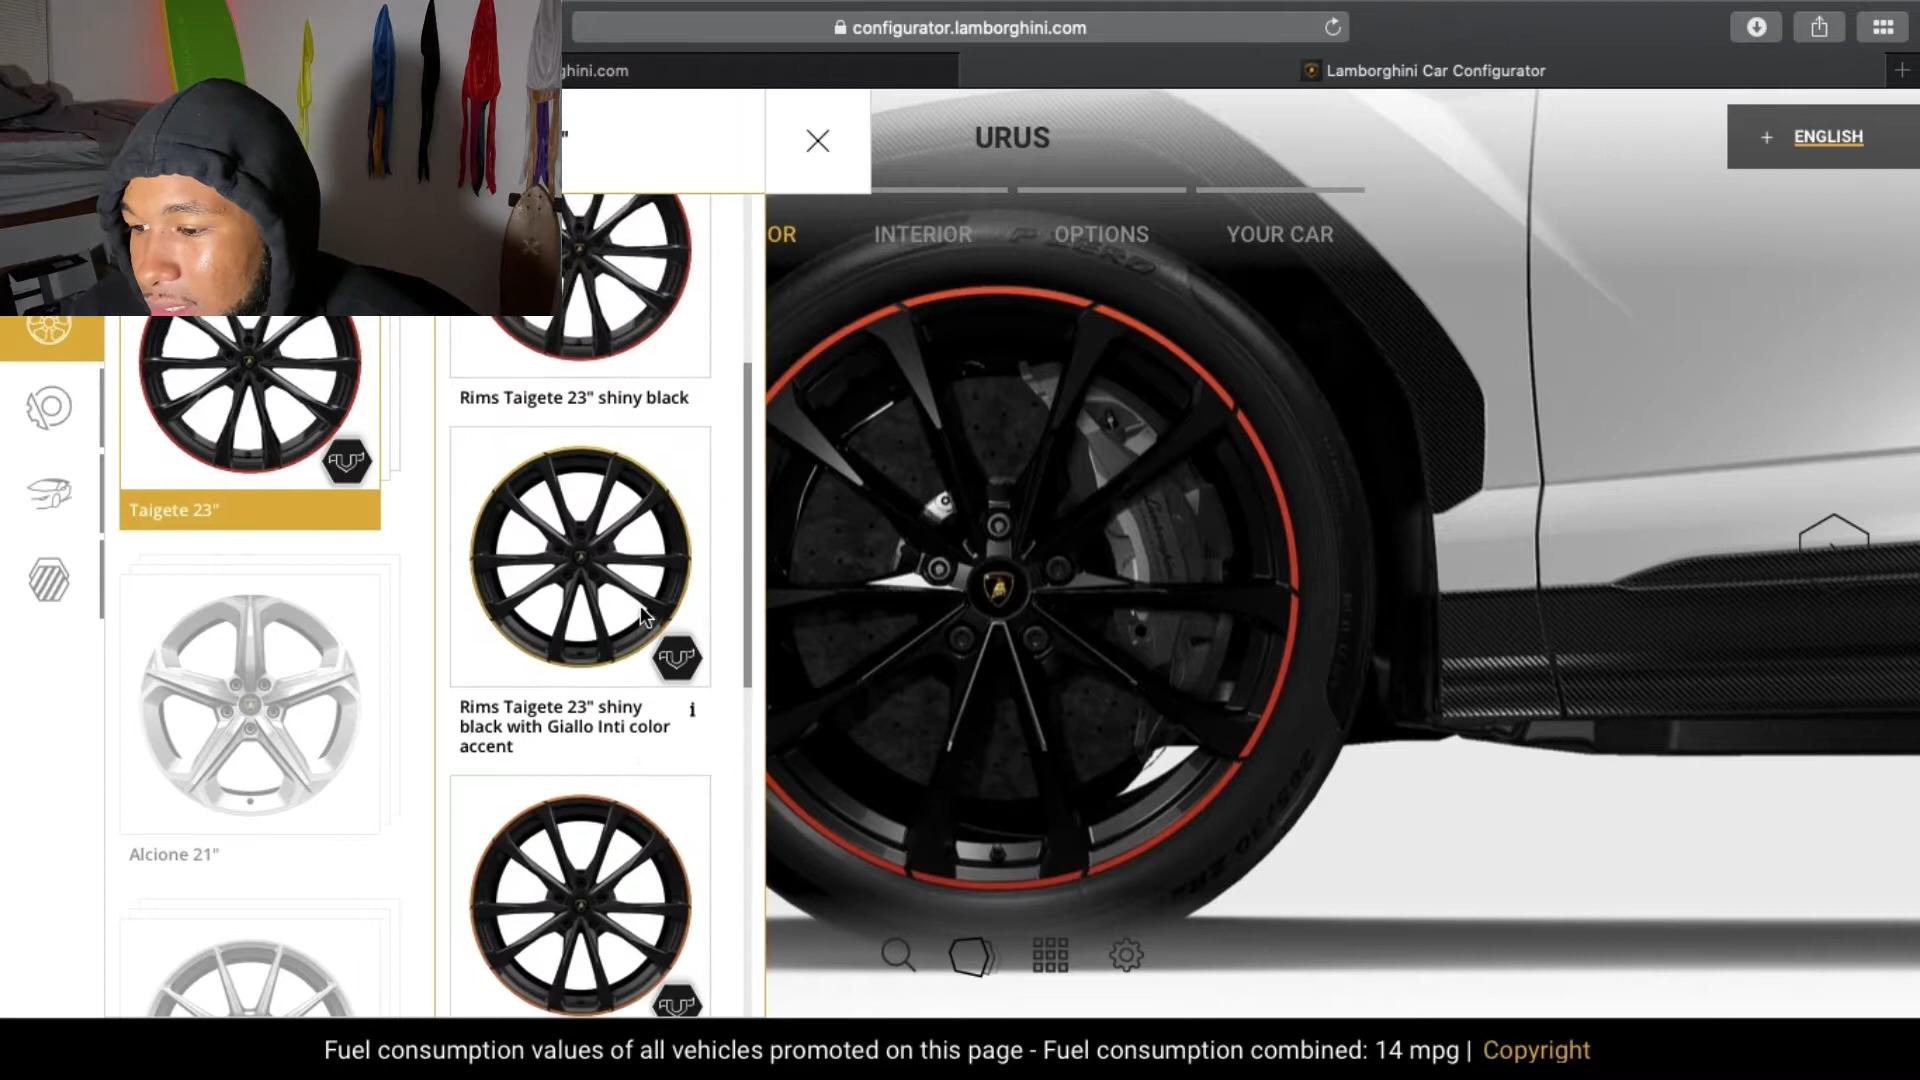 configurator.lamborghini.com
ghini.com
Lamborghini Car Configurator
"
URUS
+ ENGLISH
OR
INTERIOR
OPTIONS
YOUR CAR
Rims Taigete 23" shiny black
Taigete 23"
Rims Taigete 23" shiny
black with Giallo Inti color
accent
i
Alcione 21"
Fuel consumption values of all vehicles promoted on this page - Fuel consumption combined: 14 mpg | Copyright